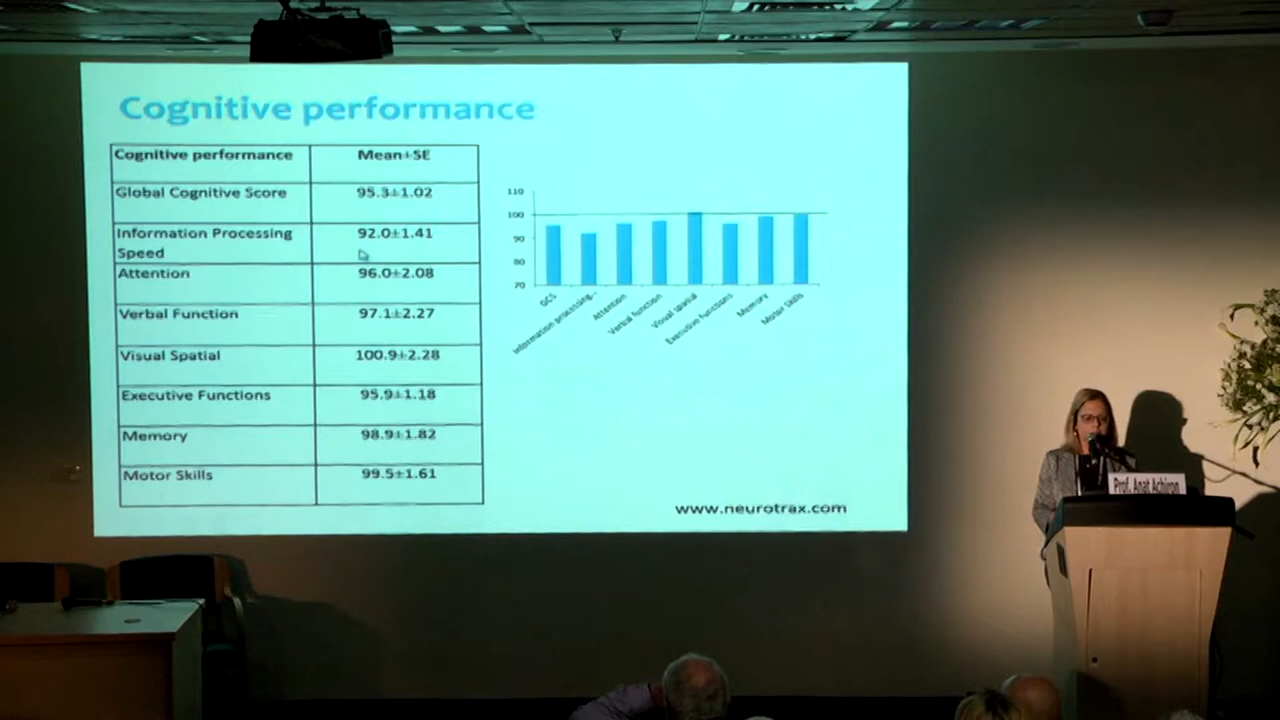 Cognitive performance
Cognitive performance Mean±SE
Global Cognitive Score 95.3±1.02
Information Processing Speed 92.0±1.41
Attention 96.0±2.08
Verbal Function 97.1±2.27
Visual Spatial 100.9±2.28
Executive Functions 95.9±1.18
Memory 98.9±1.82
Motor Skills 99.5±1.61
110
100
90
80
70
GCS
Information processing...
Attention
Verbal function
Visual spatial
Executive functions
Memory
Motor Skills
www.neurotrax.com
Prof. Anat Achiron